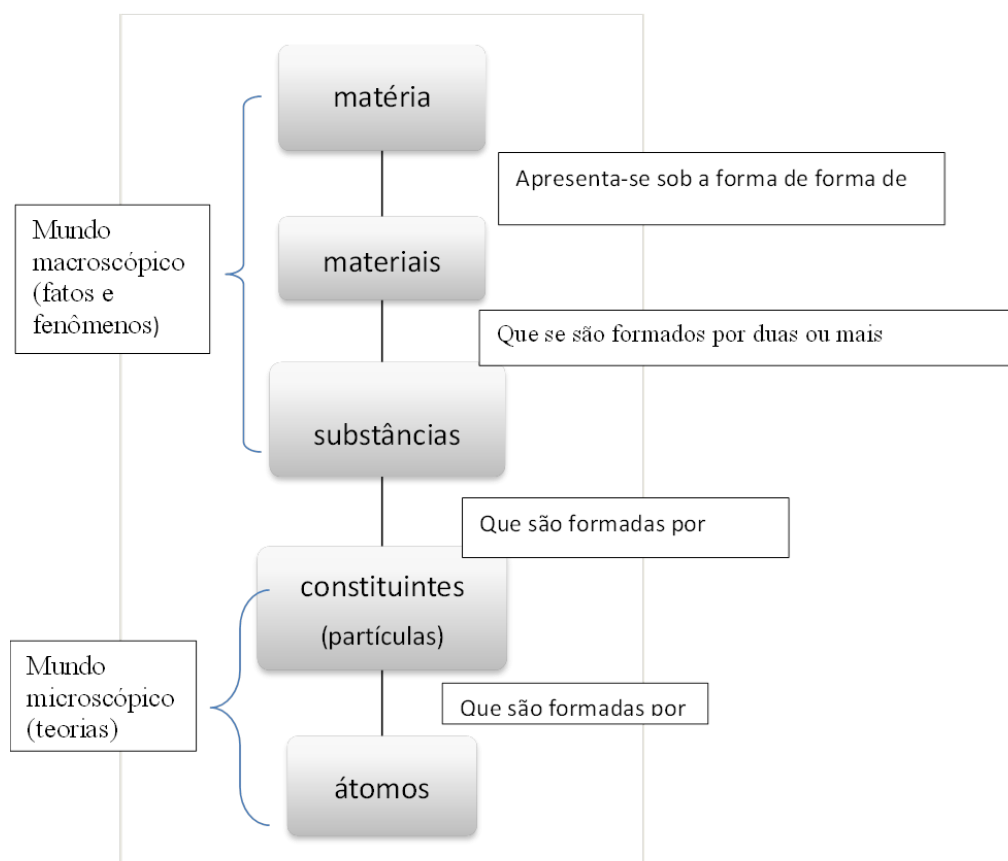 matéria
Apresenta-se sob a forma de forma de
Mundo
macroscópico
(fatos e
fenômenos)
materiais
Que se são formados por duas ou mais
substâncias
Que são formadas por
constituintes
(partículas)
Mundo
microscópico
(teorias)
Que são formadas por
átomos